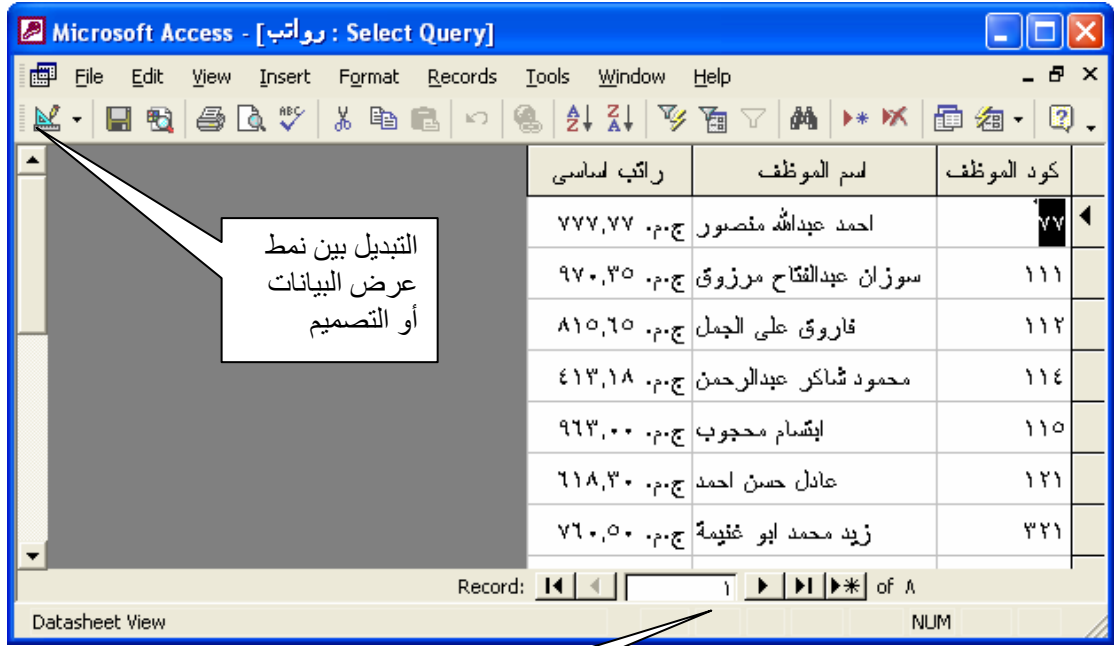 Microsoft Access - [رواتب : Select Query]
File Edit View Insert Format Records Tools Window Help
كود الموظف اسم الموظف راتب اساسى
٧٧ احمد عبدالله منصور ج.م. ٧٧٧,٧٧
١١١ سوزان عبدالفتاح مرزوق ج.م. ٩٧٠,٣٥
١١٢ فاروق على الجمل ج.م. ٨١٥,٦٥
١١٤ محمود شاكر عبدالرحمن ج.م. ٤١٣,١٨
١١٥ ابتسام محجوب ج.م. ٩٦٣,٠٠
١٢١ عادل حسن احمد ج.م. ٦١٨,٣٠
٣٢١ زيد محمد ابو غنيمة ج.م. ٧٦٠,٥٠
التبديل بين نمط
عرض البيانات
أو التصميم
Record: ١ of ٨
Datasheet View NUM